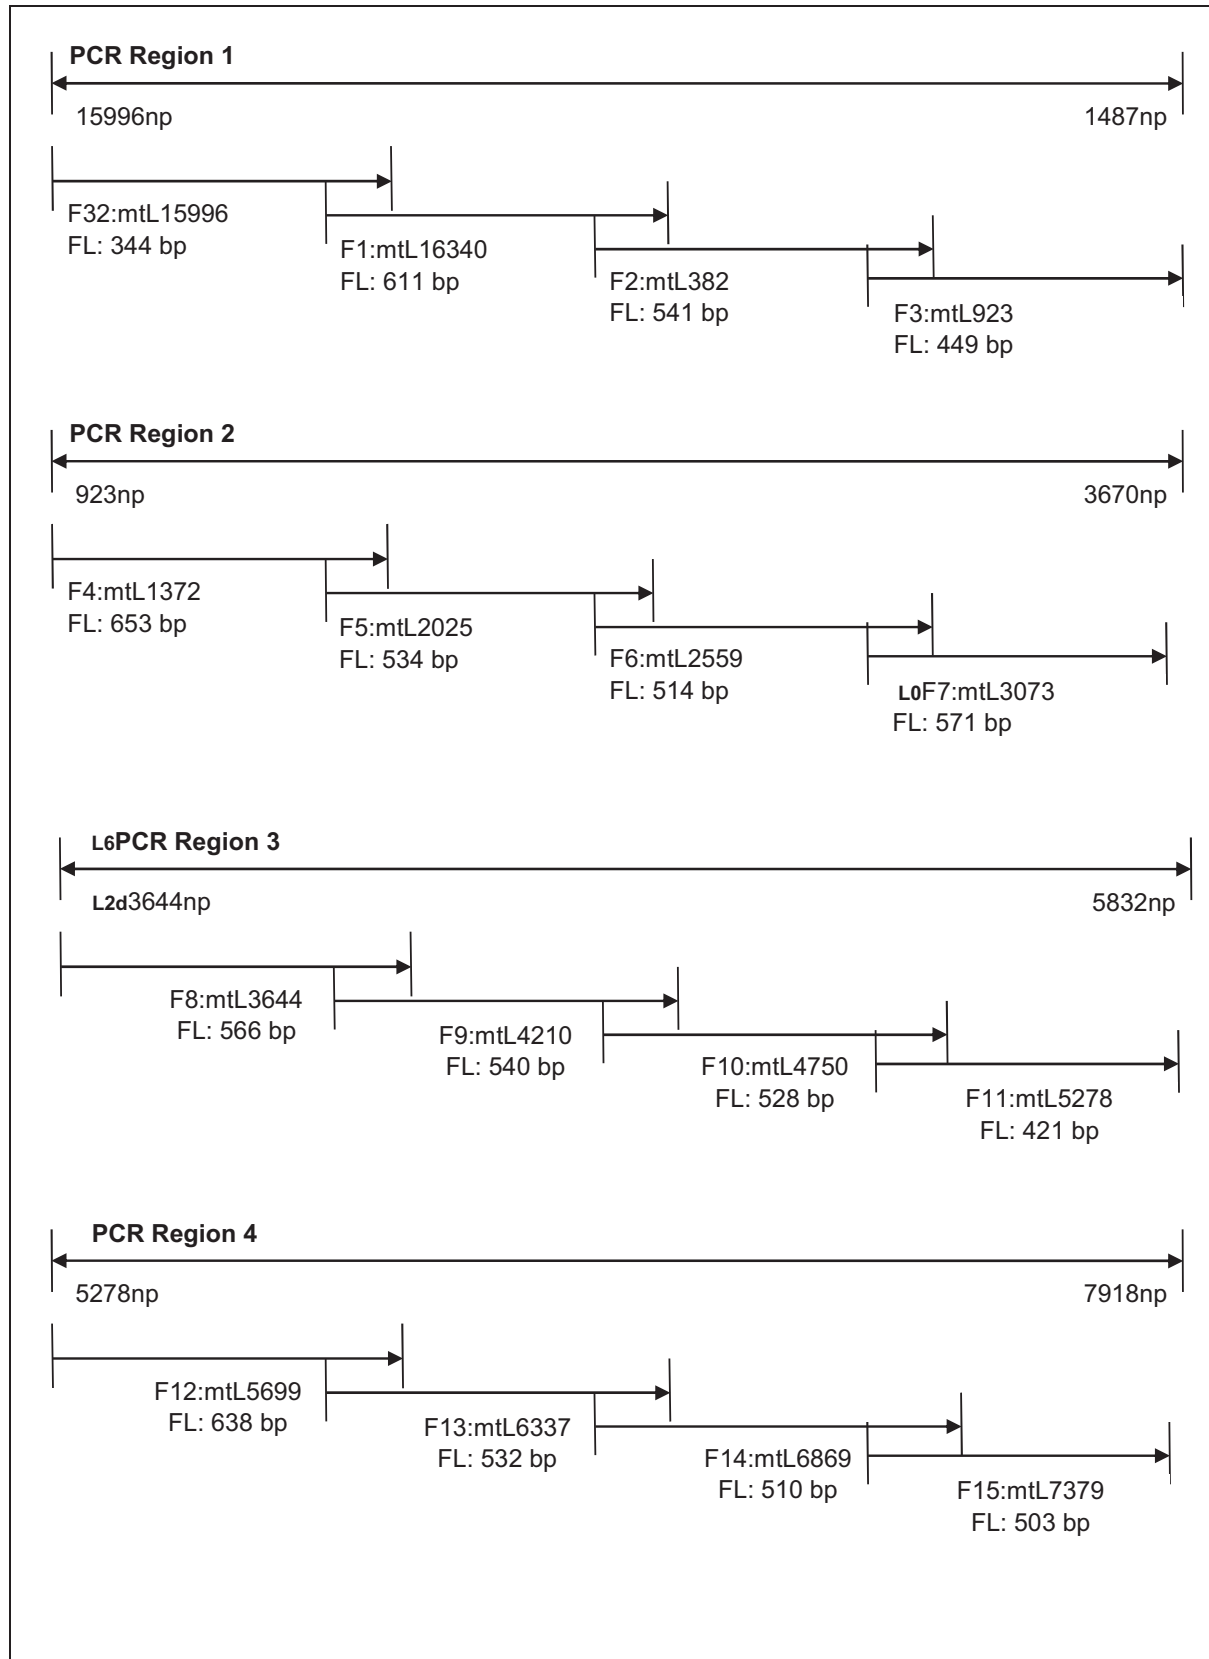 PCR Region 1
15996np
1487np
F32:mtL15996
FL: 344 bp
F1:mtL16340
FL: 611 bp
F2:mtL382
FL: 541 bp
F3:mtL923
FL: 449 bp
PCR Region 2
923np
3670np
F4:mtL1372
FL: 653 bp
F5:mtL2025
FL: 534 bp
F6:mtL2559
FL: 514 bp
L0F7:mtL3073
FL: 571 bp
L6PCR Region 3
L2d3644np
5832np
F8:mtL3644
FL: 566 bp
F9:mtL4210
FL: 540 bp
F10:mtL4750
FL: 528 bp
F11:mtL5278
FL: 421 bp
PCR Region 4
5278np
7918np
F12:mtL5699
FL: 638 bp
F13:mtL6337
FL: 532 bp
F14:mtL6869
FL: 510 bp
F15:mtL7379
FL: 503 bp